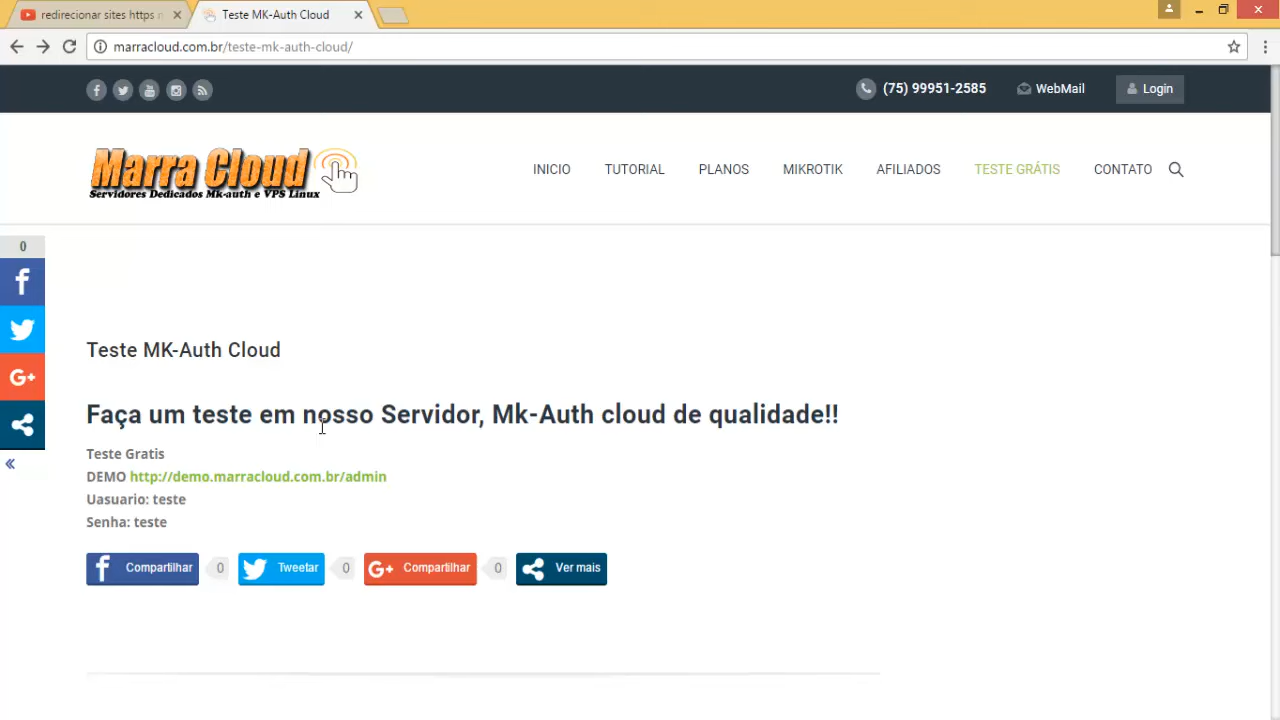 redirecionar sites https n
Teste MK-Auth Cloud
marracloud.com.br/teste-mk-auth-cloud/
(75) 99951-2585
WebMail
Login
Marra Cloud
Servidores Dedicados Mk-auth e VPS Linux
INICIO
TUTORIAL
PLANOS
MIKROTIK
AFILIADOS
TESTE GRÁTIS
CONTATO
0
Teste MK-Auth Cloud
Faça um teste em nosso Servidor, Mk-Auth cloud de qualidade!!
Teste Gratis
DEMO http://demo.marracloud.com.br/admin
Uasuario: teste
Senha: teste
Compartilhar 0 Tweetar 0 Compartilhar 0 Ver mais